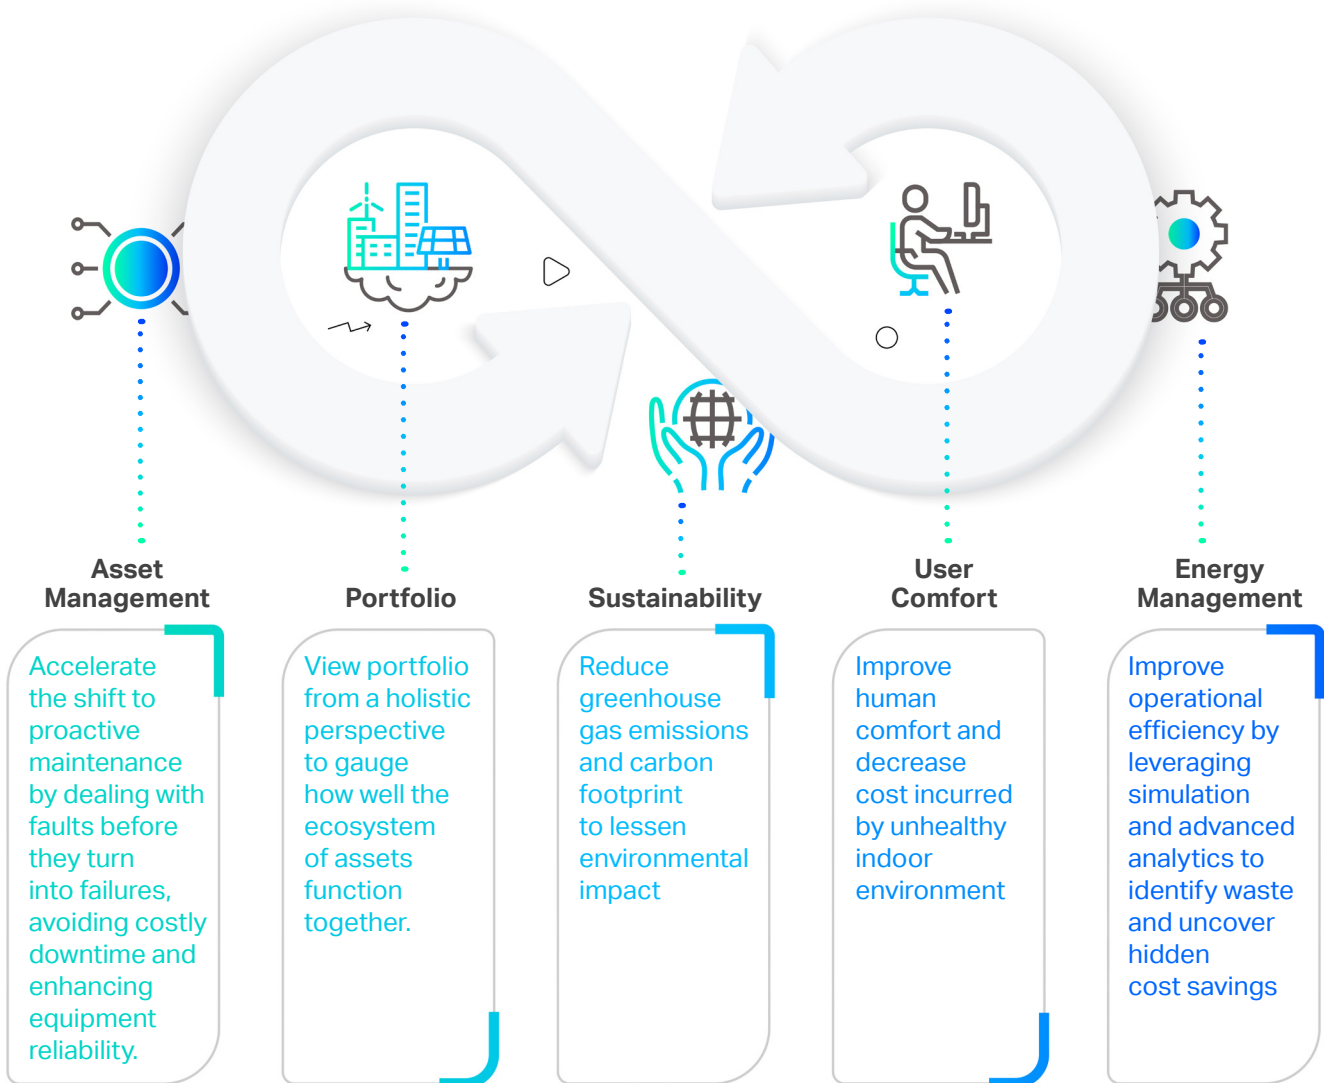 Asset
Management
Accelerate
the shift to
proactive
maintenance
by dealing with
faults before
they turn
into failures,
avoiding costly
downtime and
enhancing
equipment
reliability.
Portfolio
View portfolio
from a holistic
perspective
to gauge
how well the
ecosystem
of assets
function
together.
Sustainability
Reduce
greenhouse
gas emissions
and carbon
footprint
to lessen
environmental
impact
User
Comfort
Improve
human
comfort and
decrease
cost incurred
by unhealthy
indoor
environment
Energy
Management
Improve
operational
efficiency by
leveraging
simulation
and advanced
analytics to
identify waste
and uncover
hidden
cost savings